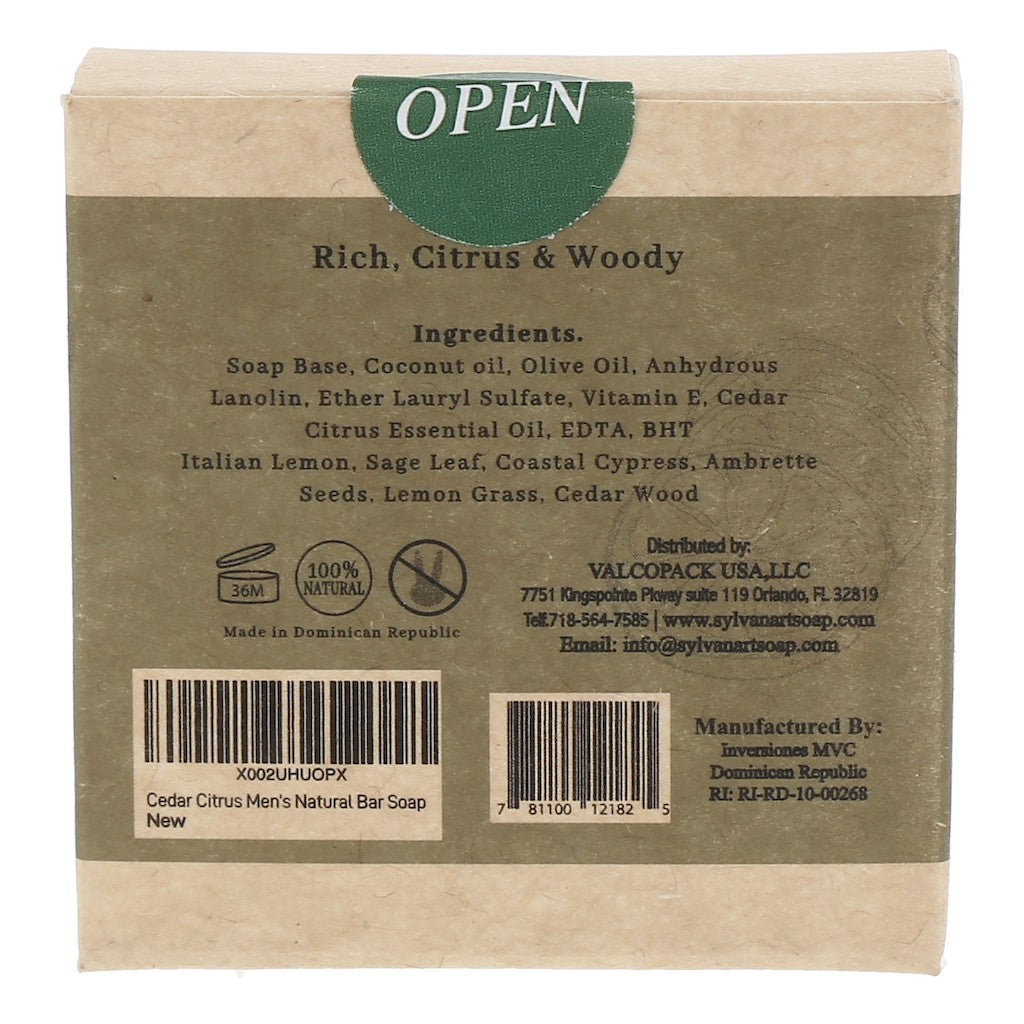 OPEN
Rich, Citrus & Woody
Ingredients.
Soap Base, Coconut oil, Olive Oil, Anhydrous
Lanolin, Ether Lauryl Sulfate, Vitamin E, Cedar
Citrus Essential Oil, EDTA, BHT
Italian Lemon, Sage Leaf, Coastal Cypress, Ambrette
Seeds, Lemon Grass, Cedar Wood
36M
100%
NATURAL
Made in Dominican Republic
Distributed by:
VALCOPACK USA,LLC
7751 Kingspointe Pkway suite 119 Orlando, FL 32819
Telf.718-564-7585 | www.sylvanartsoap.com
Email: info@sylvanartsoap.com
X002UHUOPX
Cedar Citrus Men's Natural Bar Soap
New
7 81100 12182 5
Manufactured By:
Inversiones MVC
Dominican Republic
RI: RI-RD-10-00268